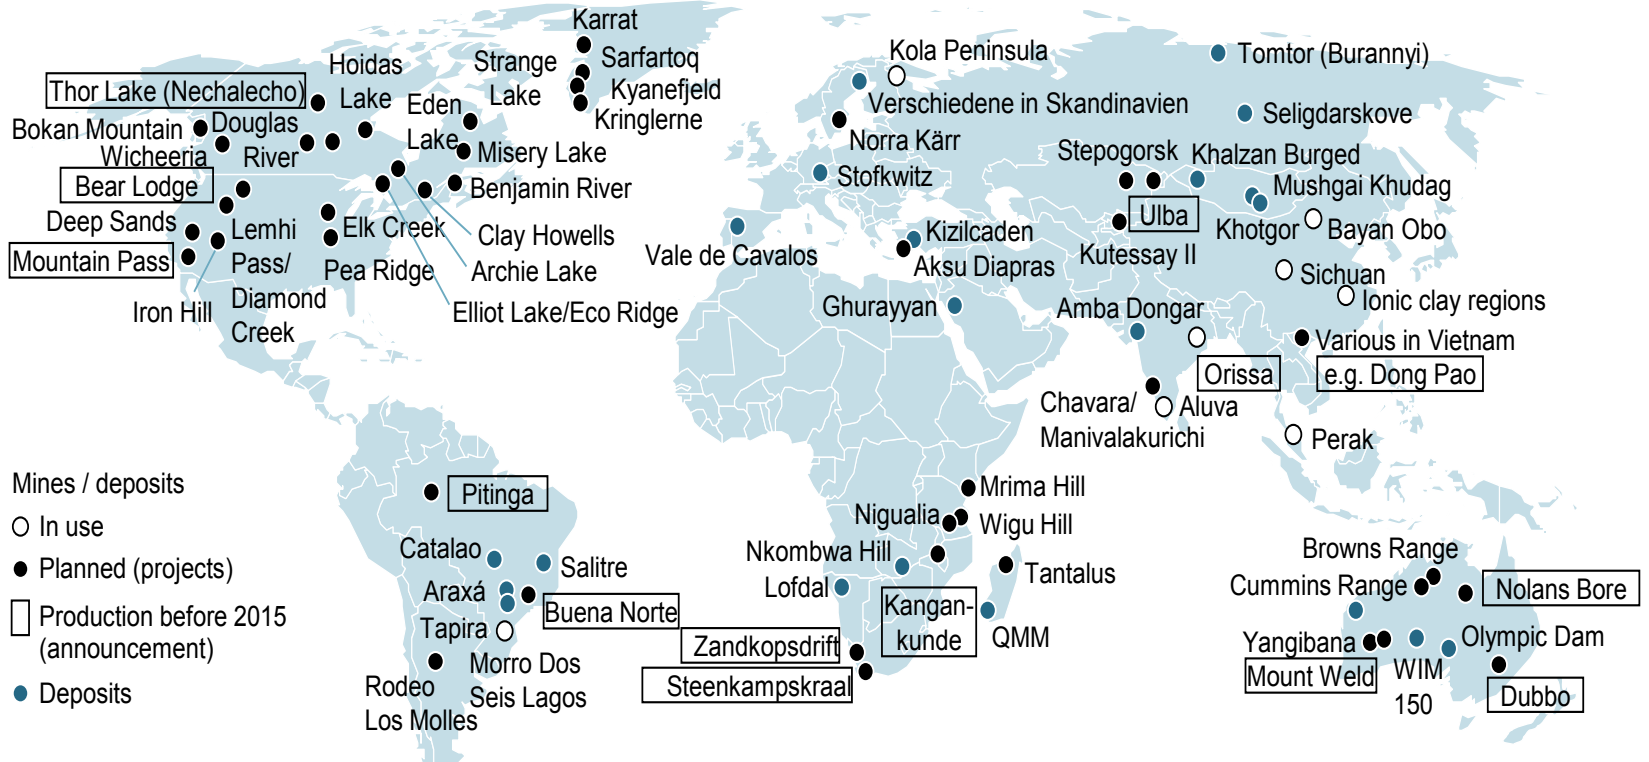 Karrat
Sarfartoq
Kyanefjeld
Kringlerne
Strange
Lake
Hoidas
Lake
Thor Lake (Nechalecho)
Eden
Lake
Bokan Mountain
Douglas
River
Wicheeria
Misery Lake
Bear Lodge
Benjamin River
Deep Sands
Lemhi
Pass/
Diamond
Creek
Elk Creek
Clay Howells
Mountain Pass
Pea Ridge
Archie Lake
Iron Hill
Elliot Lake/Eco Ridge
Kola Peninsula
Tomtor (Burannyi)
Verschiedene in Skandinavien
Seligdarskove
Norra Kärr
Stepogorsk
Khalzan Burged
Stofkwitz
Mushgai Khudag
Ulba
Kizilcaden
Khotgor
Bayan Obo
Vale de Cavalos
Aksu Diapras
Kutessay II
Sichuan
Ghurayyan
Amba Dongar
Ionic clay regions
Various in Vietnam
Orissa
e.g. Dong Pao
Chavara/
Manivalakurichi
Aluva
Perak
Mines / deposits
In use
Planned (projects)
Production before 2015
(announcement)
Deposits
Pitinga
Catalao
Salitre
Araxá
Buena Norte
Tapira
Morro Dos
Seis Lagos
Rodeo
Los Molles
Mrima Hill
Nigualia
Wigu Hill
Nkombwa Hill
Tantalus
Lofdal
Kangan-
kunde
QMM
Zandkopsdrift
Steenkampskraal
Browns Range
Cummins Range
Nolans Bore
Yangibana
Olympic Dam
Mount Weld
WIM
150
Dubbo